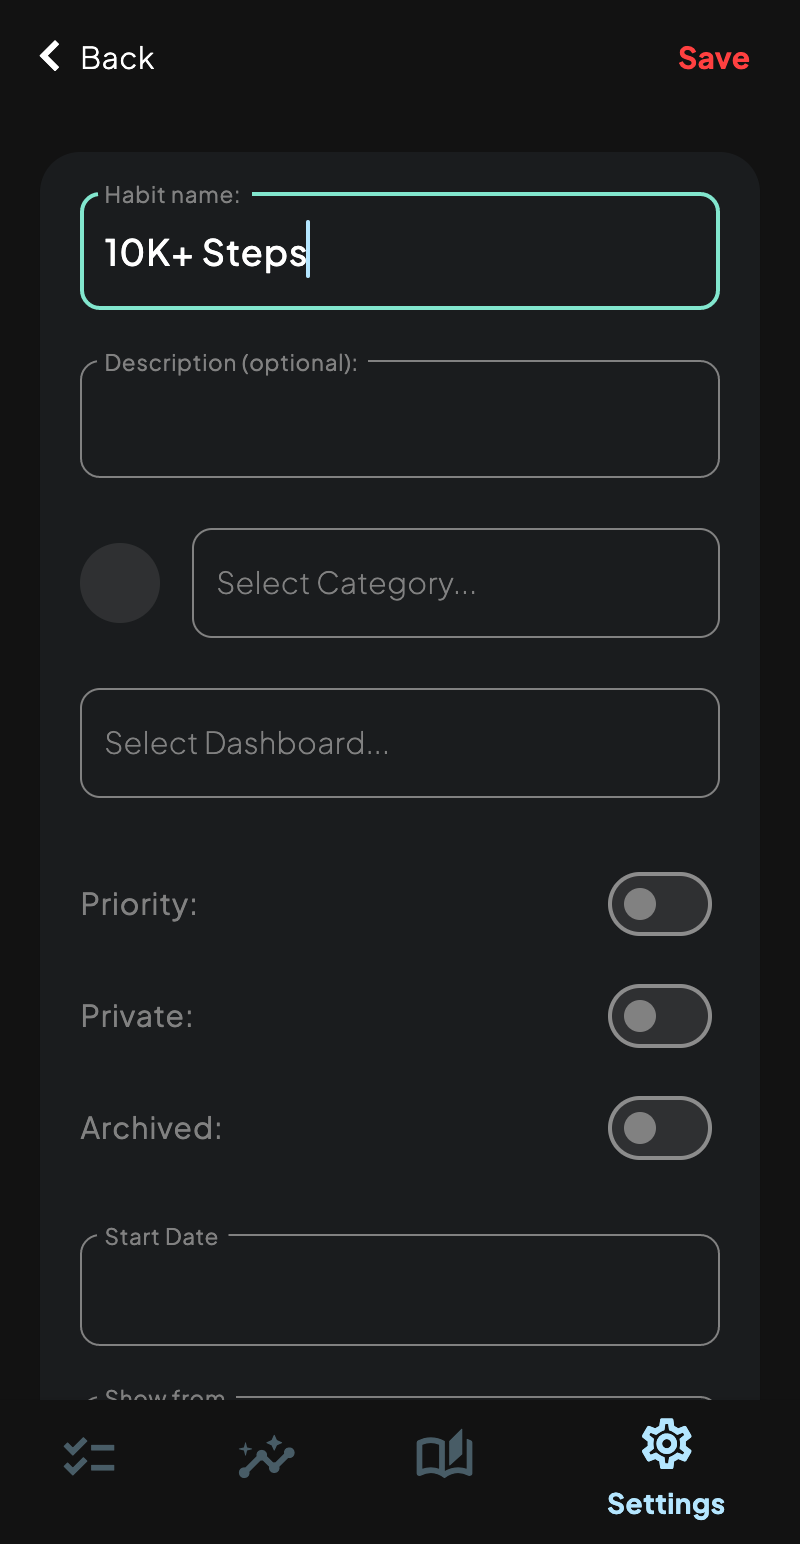 Back
Save
Habit name:
10K+ Steps
Description (optional):
Select Category...
Select Dashboard...
Priority:
Private:
Archived:
Start Date
Show from
Settings